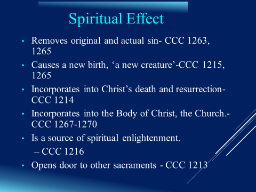 Spiritual Effect
• Removes original and actual sin- CCC 1263,
1265
• Causes a new birth, ‘a new creature’-CCC 1215,
1265
• Incorporates into Christ’s death and resurrection-
CCC 1214
• Incorporates into the Body of Christ, the Church.-
CCC 1267-1270
• Is a source of spiritual enlightenment.
– CCC 1216
• Opens door to other sacraments - CCC 1213